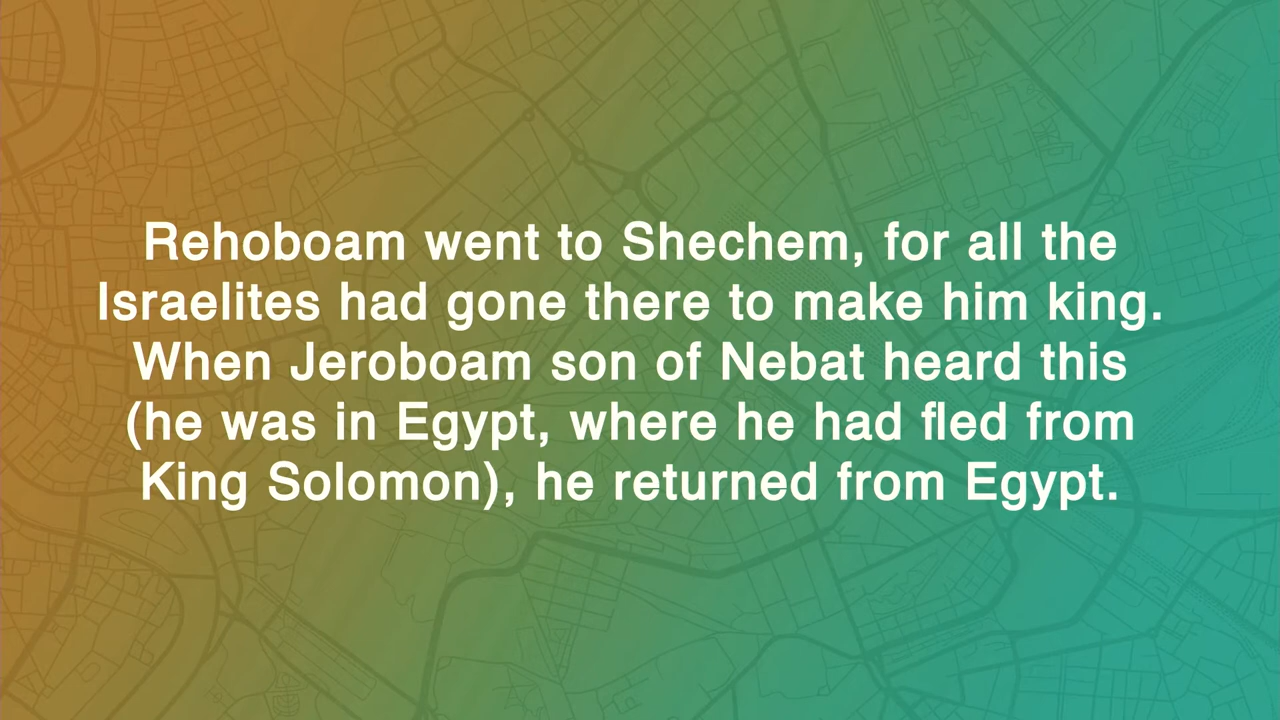 Rehoboam went to Shechem, for all the
Israelites had gone there to make him king.
When Jeroboam son of Nebat heard this
(he was in Egypt, where he had fled from
King Solomon), he returned from Egypt.